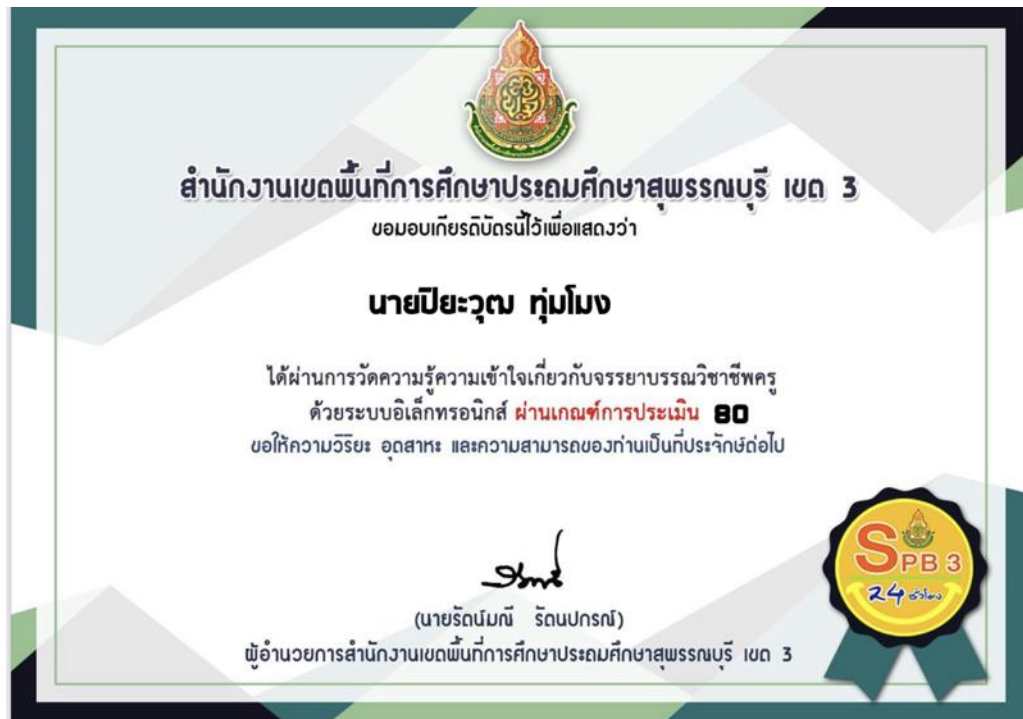 สำนักงานเขตพื้นที่การศึกษาประถมศึกษาสุพรรณบุรี เขต 3
ขอมอบเกียรติบัตรนี้ไว้เพื่อแสดงว่า
นายปิยะวุฒ ทุ่มโมง
ได้ผ่านการวัดความรู้ความเข้าใจเกี่ยวกับจรรยาบรรณวิชาชีพครู
ด้วยระบบอิเล็กทรอนิกส์ ผ่านเกณฑ์การประเมิน 80
ขอให้ความวิริยะ อุตสาหะ และความสามารถของท่านเป็นที่ประจักษ์ต่อไป
SPB 3
24 ชั่วโมง
(นายรัตน์มณี รัตนปกรณ์)
ผู้อำนวยการสำนักงานเขตพื้นที่การศึกษาประถมศึกษาสุพรรณบุรี เขต 3